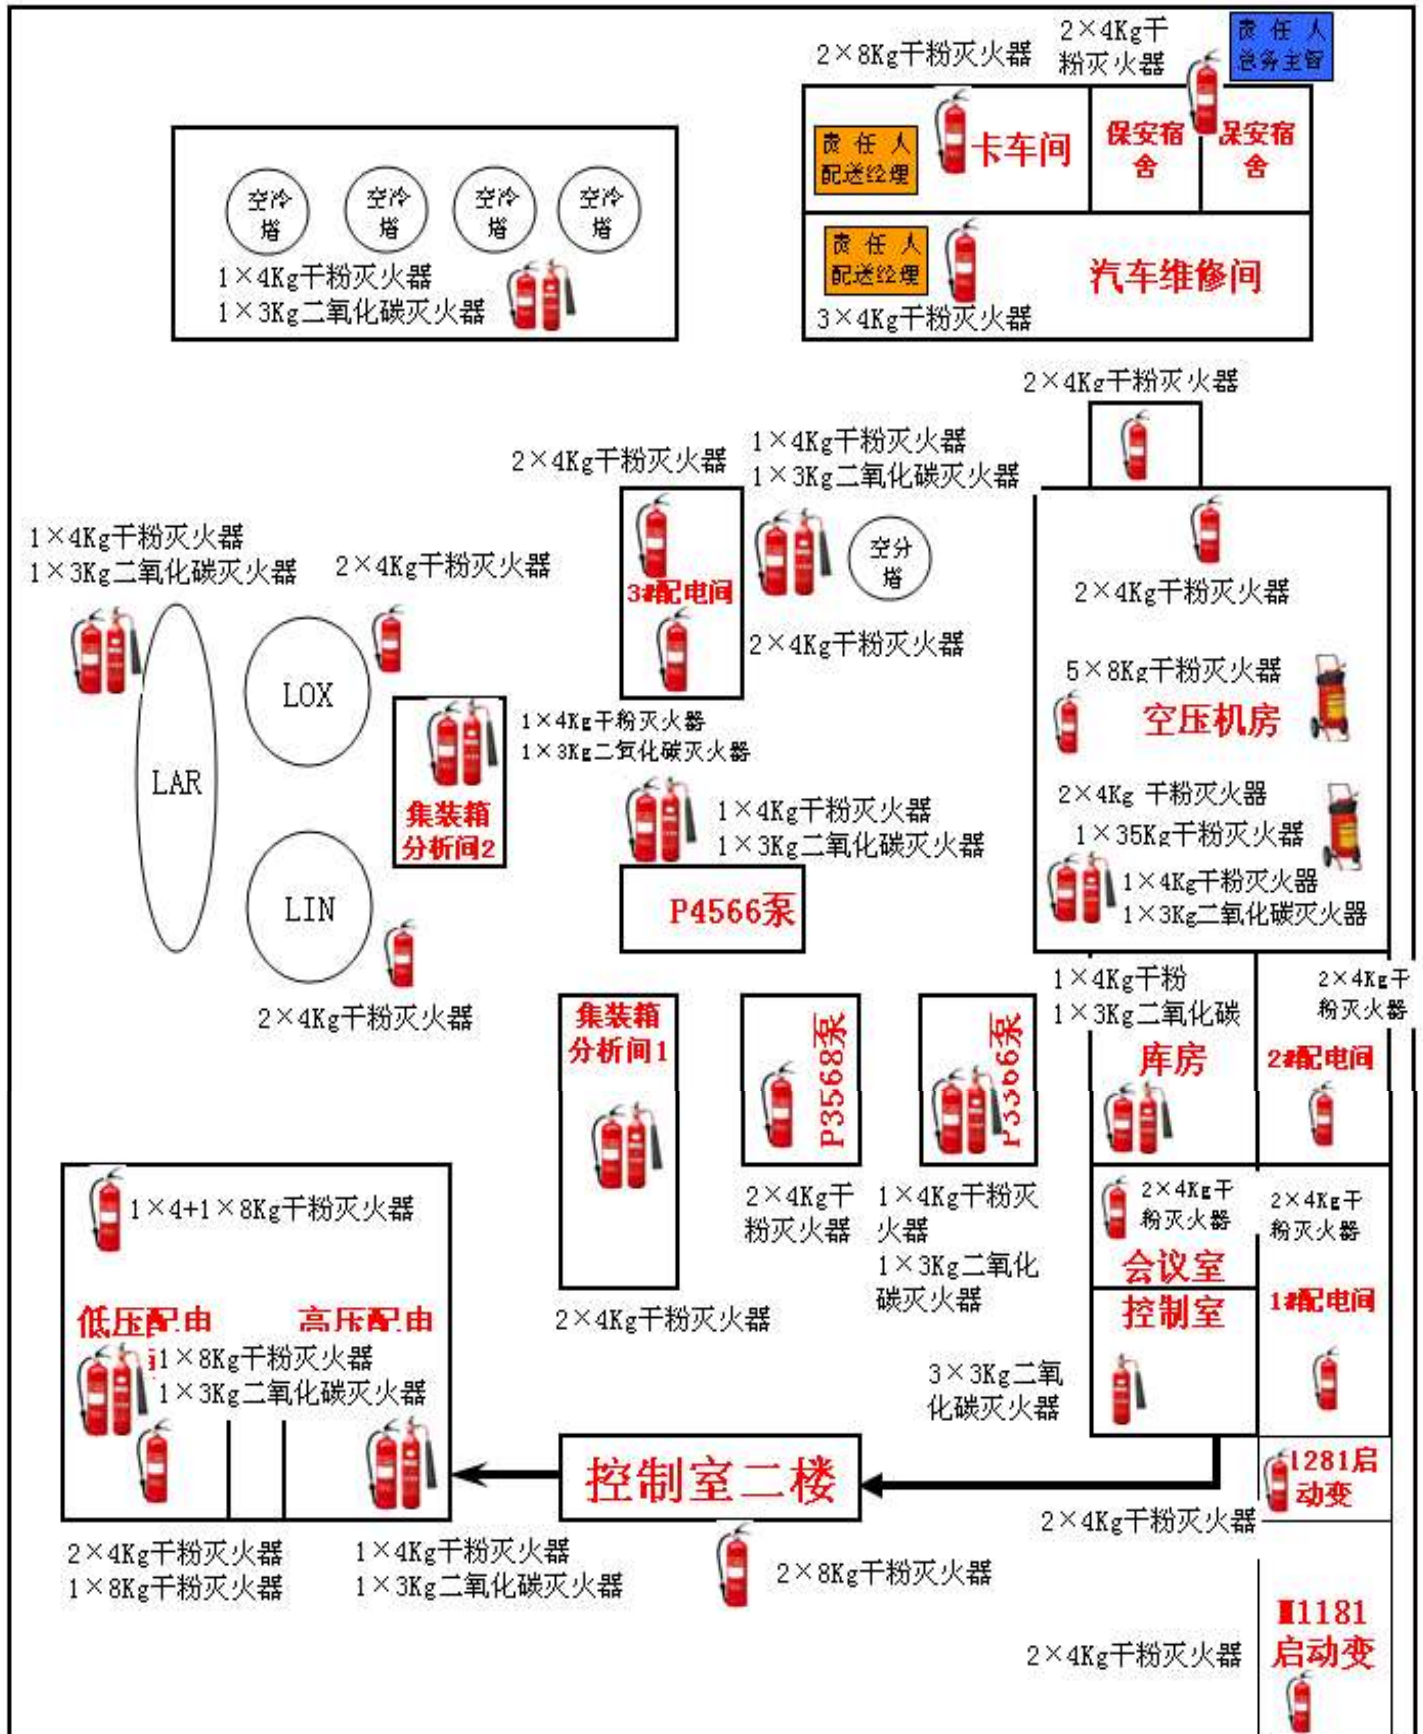 2×8Kg干粉灭火器
2×4Kg干
粉灭火器
责 任 人
总务主管
责 任 人
配送经理
卡车间
保安宿
舍
保安宿
舍
责 任 人
配送经理
汽车维修间
3×4Kg干粉灭火器
空冷
塔
空冷
塔
空冷
塔
空冷
塔
1×4Kg干粉灭火器
1×3Kg二氧化碳灭火器
2×4Kg干粉灭火器
2×4Kg干粉灭火器
1×4Kg干粉灭火器
1×3Kg二氧化碳灭火器
3#配电间
空分
塔
2×4Kg干粉灭火器
1×4Kg干粉灭火器
1×3Kg二氧化碳灭火器
2×4Kg干粉灭火器
LAR
LOX
LIN
集装箱
分析间2
1×4Kg干粉灭火器
1×3Kg二氧化碳灭火器
2×4Kg干粉灭火器
1×4Kg干粉灭火器
1×3Kg二氧化碳灭火器
P4566泵
2×4Kg干粉灭火器
5×8Kg干粉灭火器
空压机房
2×4Kg 干粉灭火器
1×35Kg干粉灭火器
1×4Kg干粉灭火器
1×3Kg二氧化碳灭火器
1×4Kg干粉
1×3Kg二氧化碳
库房
2×4Kg干
粉灭火器
2#配电间
集装箱
分析间1
2×4Kg干粉灭火器
P3568泵
2×4Kg干
粉灭火器
P3566泵
1×4Kg干粉灭
火器
1×3Kg二氧化
碳灭火器
2×4Kg干
粉灭火器
会议室
控制室
3×3Kg二氧
化碳灭火器
2×4Kg干
粉灭火器
1#配电间
1×4+1×8Kg干粉灭火器
低压配电
高压配电
1×8Kg干粉灭火器
1×3Kg二氧化碳灭火器
2×4Kg干粉灭火器
1×8Kg干粉灭火器
1×4Kg干粉灭火器
1×3Kg二氧化碳灭火器
控制室二楼
2×8Kg干粉灭火器
1281启
动变
2×4Kg干粉灭火器
M1181
启动变
2×4Kg干粉灭火器